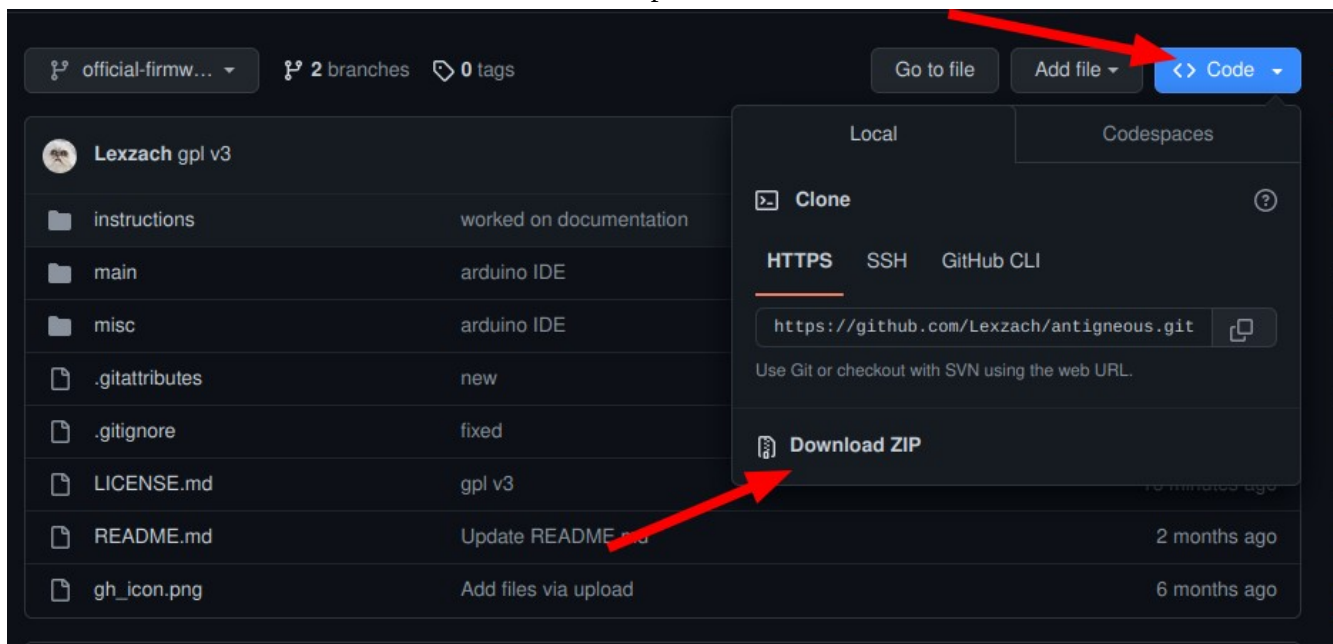 official-firmw...
2 branches
0 tags
Go to file
Add file
Code
Lexzach gpl v3
instructions worked on documentation
main arduino IDE
misc arduino IDE
.gitattributes new
.gitignore fixed
LICENSE.md gpl v3
README.md Update README.md 2 months ago
gh_icon.png Add files via upload 6 months ago
Local
Codespaces
Clone
HTTPS
SSH
GitHub CLI
https://github.com/Lexzach/antigneous.git
Use Git or checkout with SVN using the web URL.
Download ZIP
minutes ago